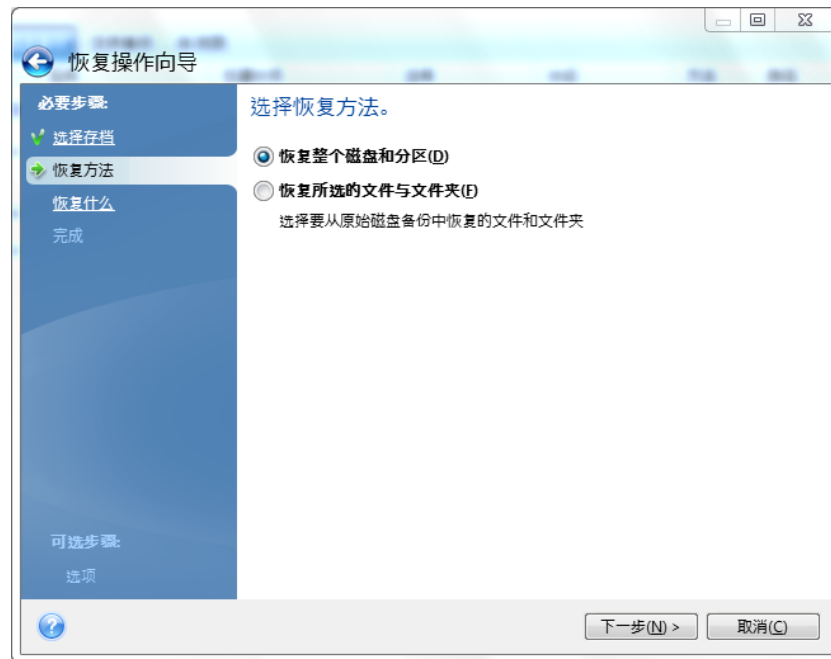 恢复操作向导
必要步骤:
选择存档
恢复方法
恢复什么
完成
可选步骤:
选项
选择恢复方法。
恢复整个磁盘和分区(D)
恢复所选的文件与文件夹(F)
选择要从原始磁盘备份中恢复的文件和文件夹
下一步(N) >
取消(C)